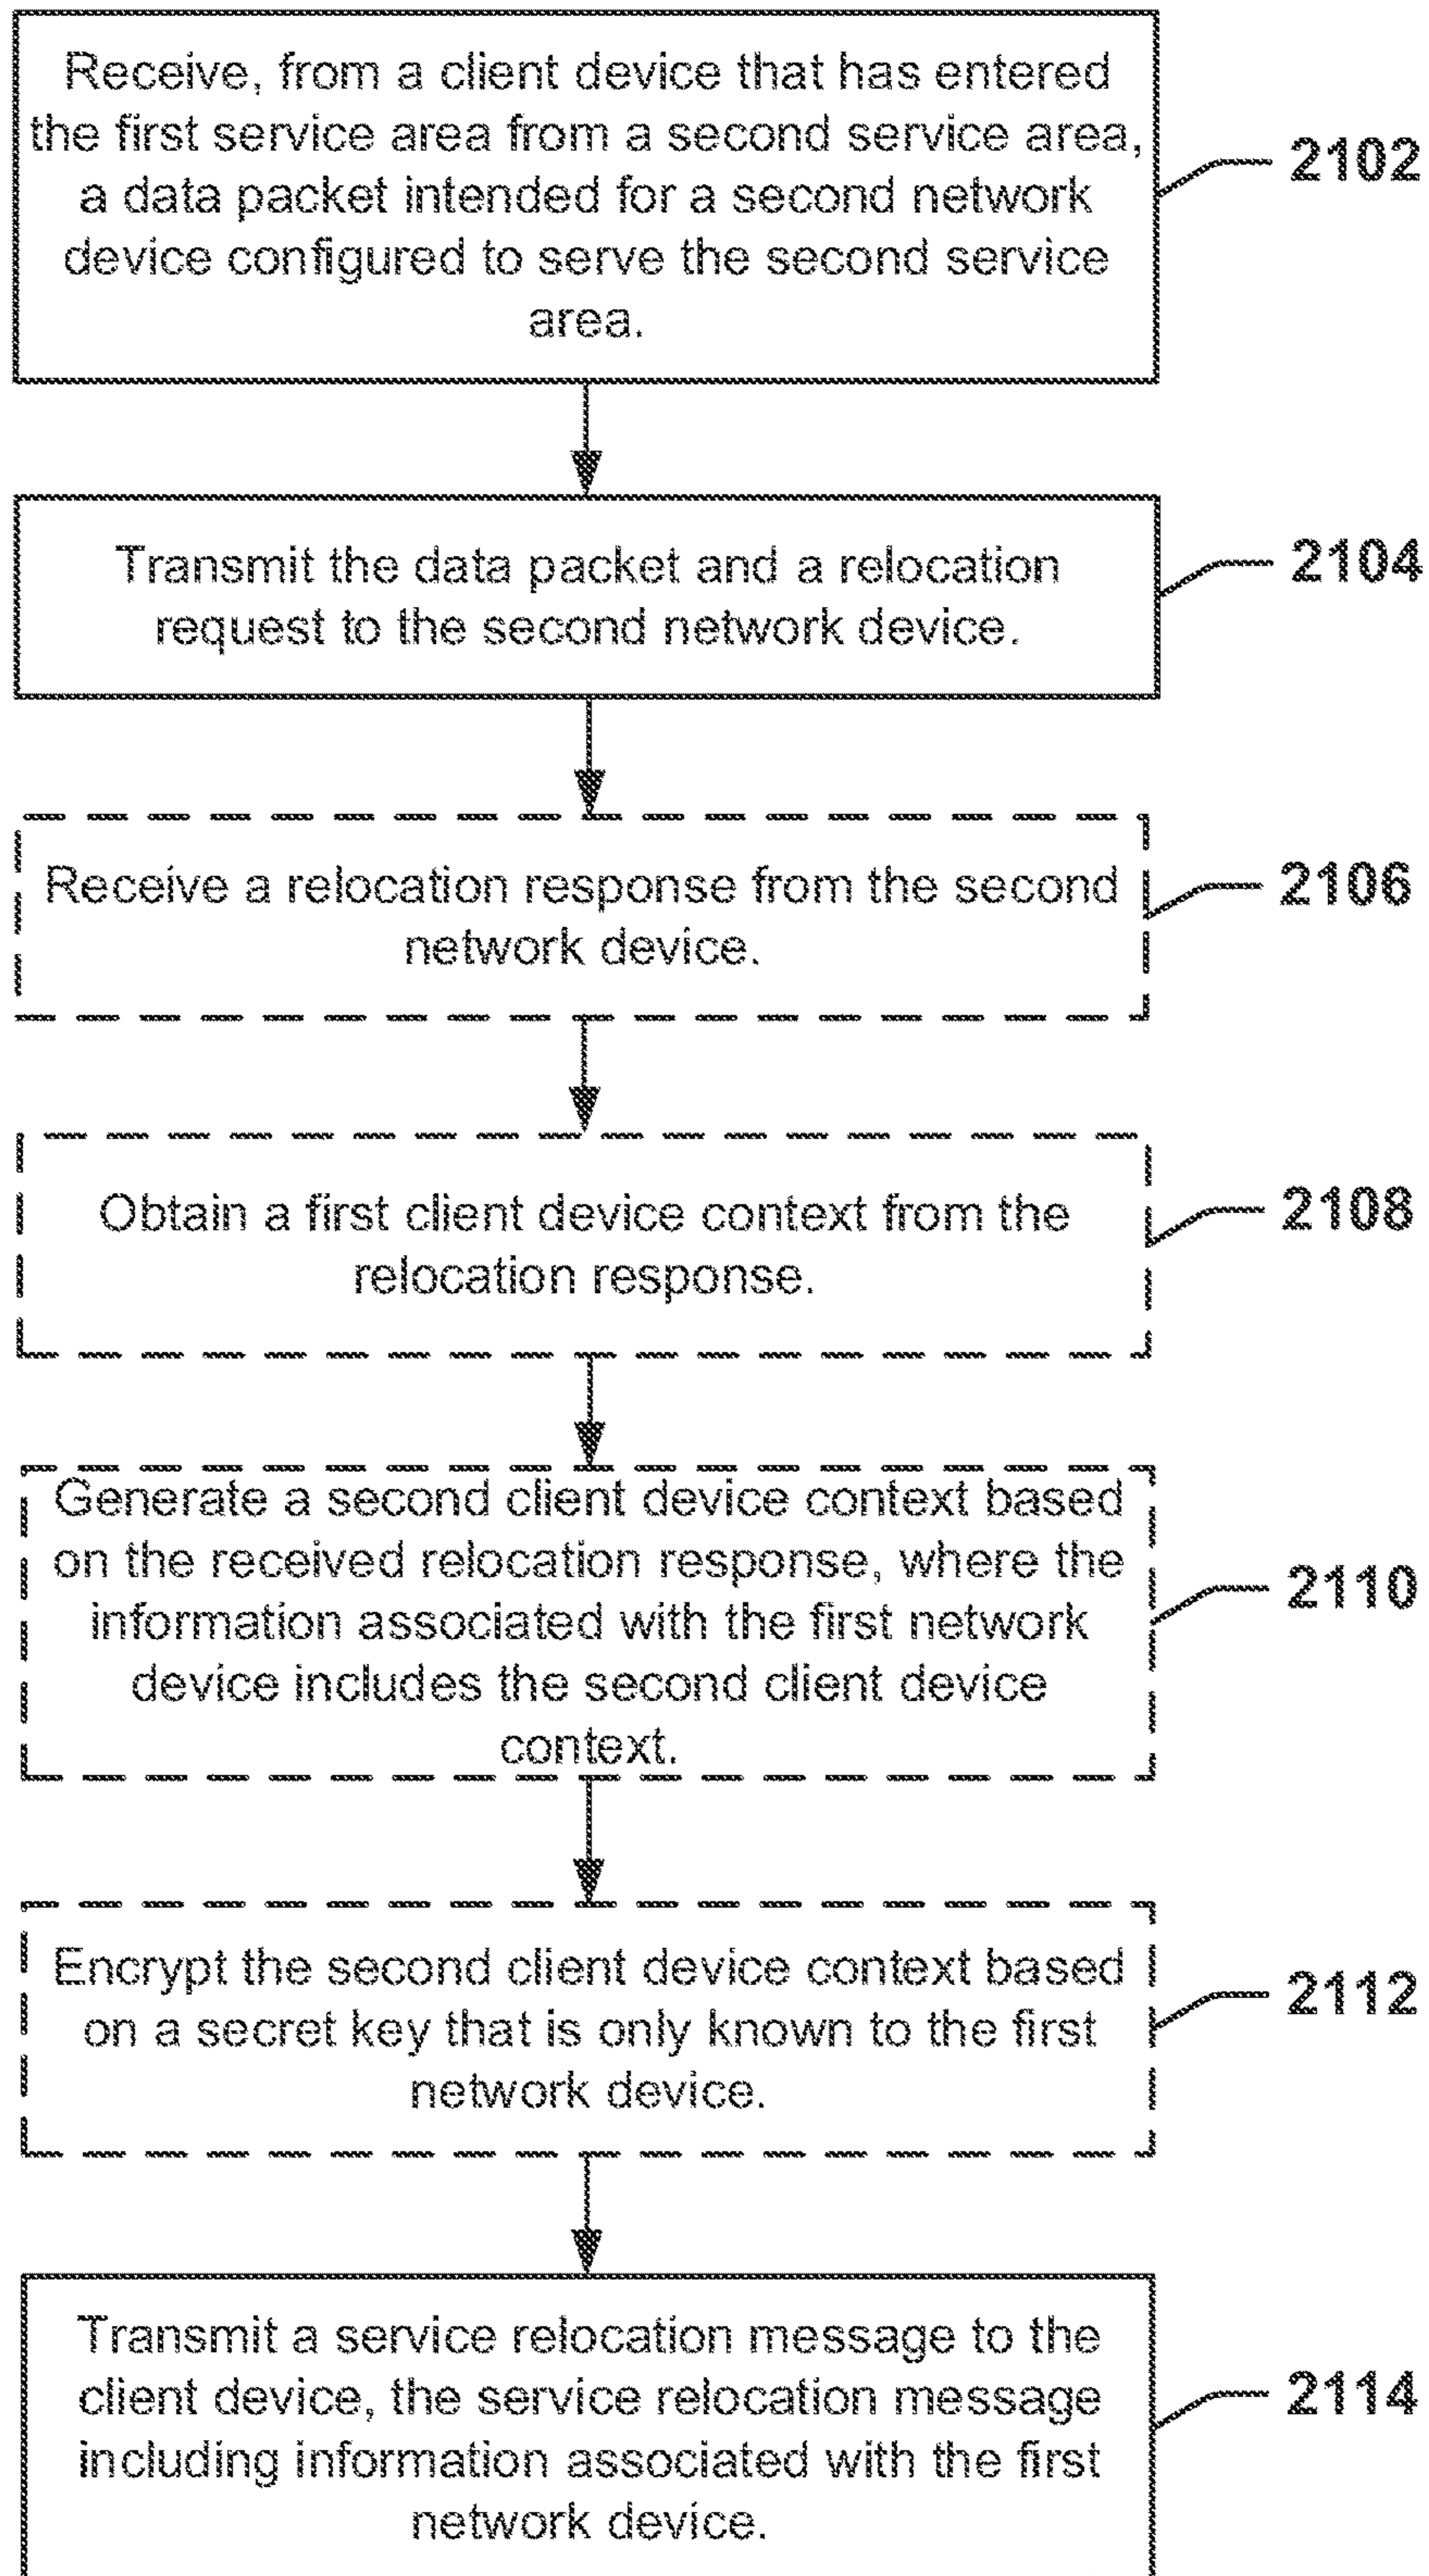 Receive, from a client device that has entered
the first service area from a second service area,
a data packet intended for a second network
device configured to serve the second service
area.
2102
Transmit the data packet and a relocation
request to the second network device.
2104
Receive a relocation response from the second
network device.
2106
Obtain a first client device context from the
relocation response.
2108
Generate a second client device context based
on the received relocation response, where the
information associated with the first network
device includes the second client device
context.
2110
Encrypt the second client device context based
on a secret key that is only known to the first
network device.
2112
Transmit a service relocation message to the
client device, the service relocation message
including information associated with the first
network device.
2114